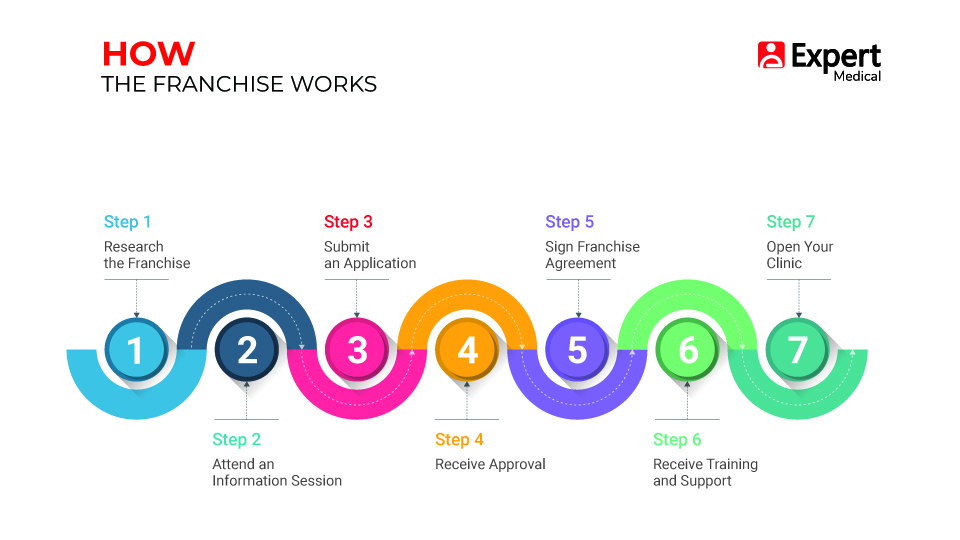 HOW
THE FRANCHISE WORKS
Expert
Medical
Step 1
Research
the Franchise
Step 3
Submit
an Application
Step 5
Sign Franchise
Agreement
Step 7
Open Your
Clinic
1
2
3
4
5
6
7
Step 2
Attend an
Information Session
Step 4
Receive Approval
Step 6
Receive Training
and Support